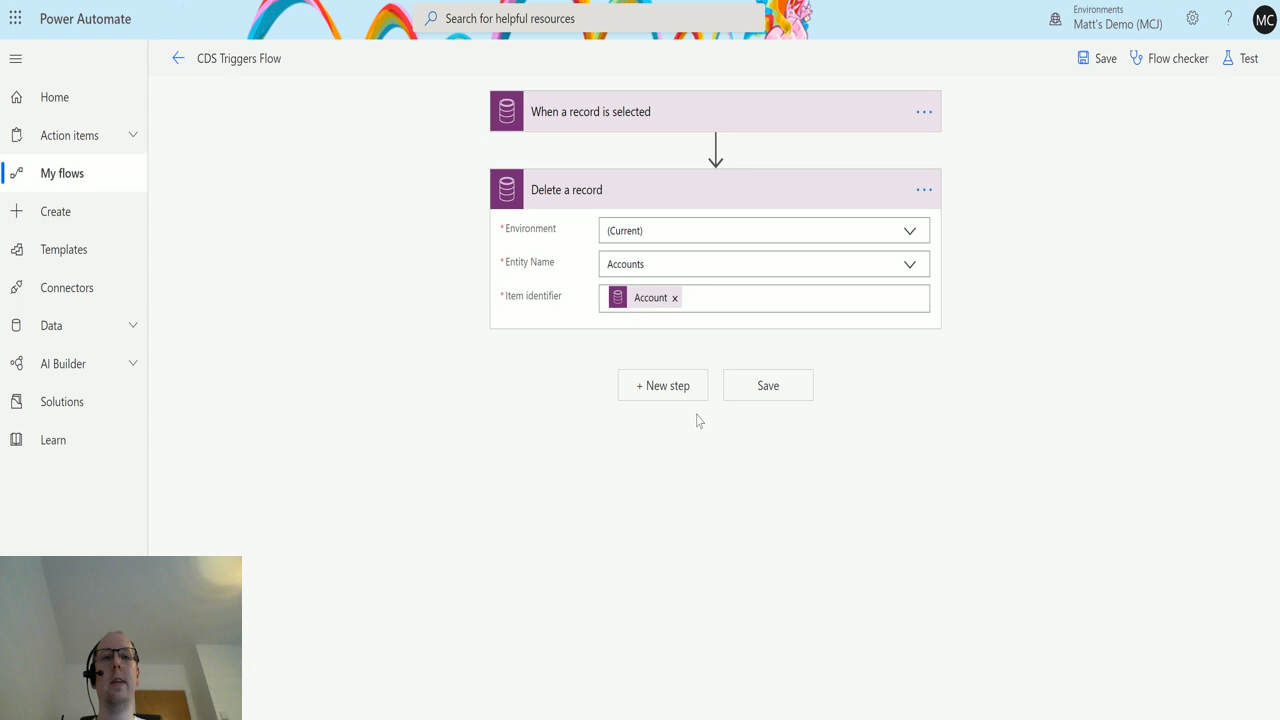 Power Automate
Search for helpful resources
Environments
Matt's Demo (MCJ)
?
MC
CDS Triggers Flow
Save
Flow checker
Test
Home
Action items
My flows
Create
Templates
Connectors
Data
AI Builder
Solutions
Learn
When a record is selected
...
Delete a record
...
*Environment
(Current)
*Entity Name
Accounts
*Item identifier
Account x
+ New step
Save